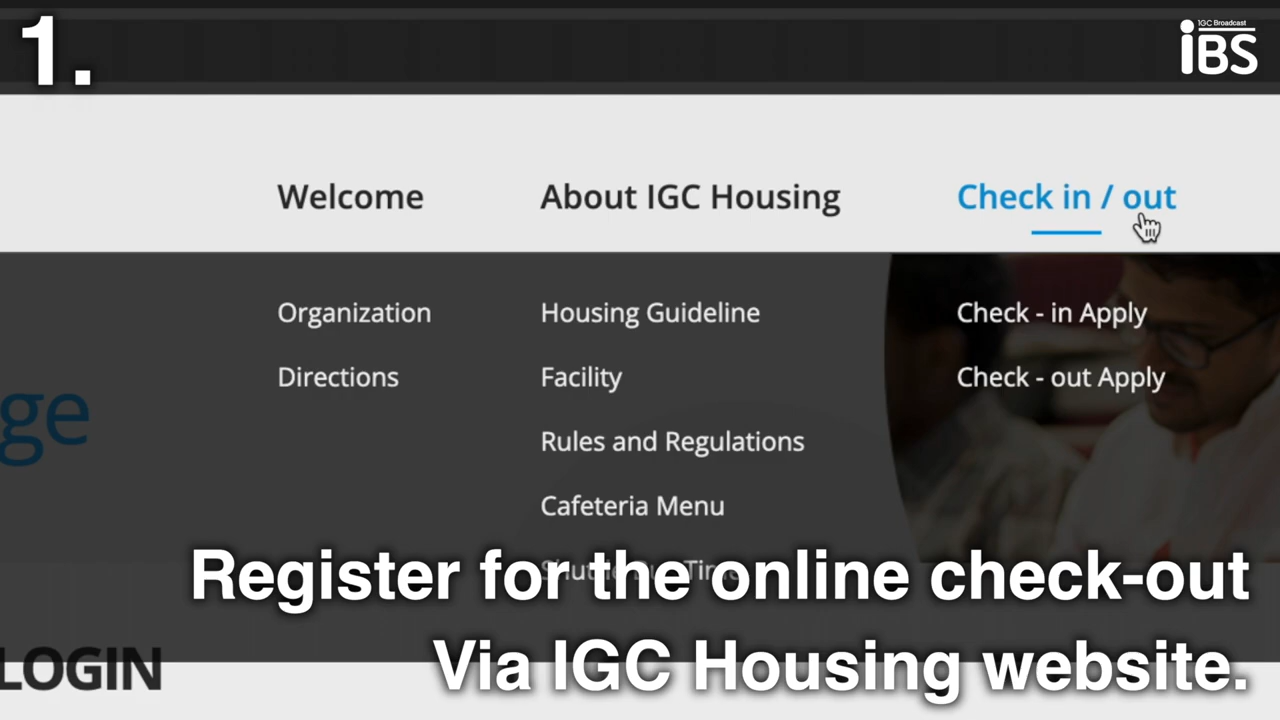 1.
IGC Broadcast
iBS
Welcome
About IGC Housing
Check in / out
Organization
Housing Guideline
Check - in Apply
Directions
Facility
Check - out Apply
ge
Rules and Regulations
Cafeteria Menu
Register for the online check-out
Via IGC Housing website.
LOGIN